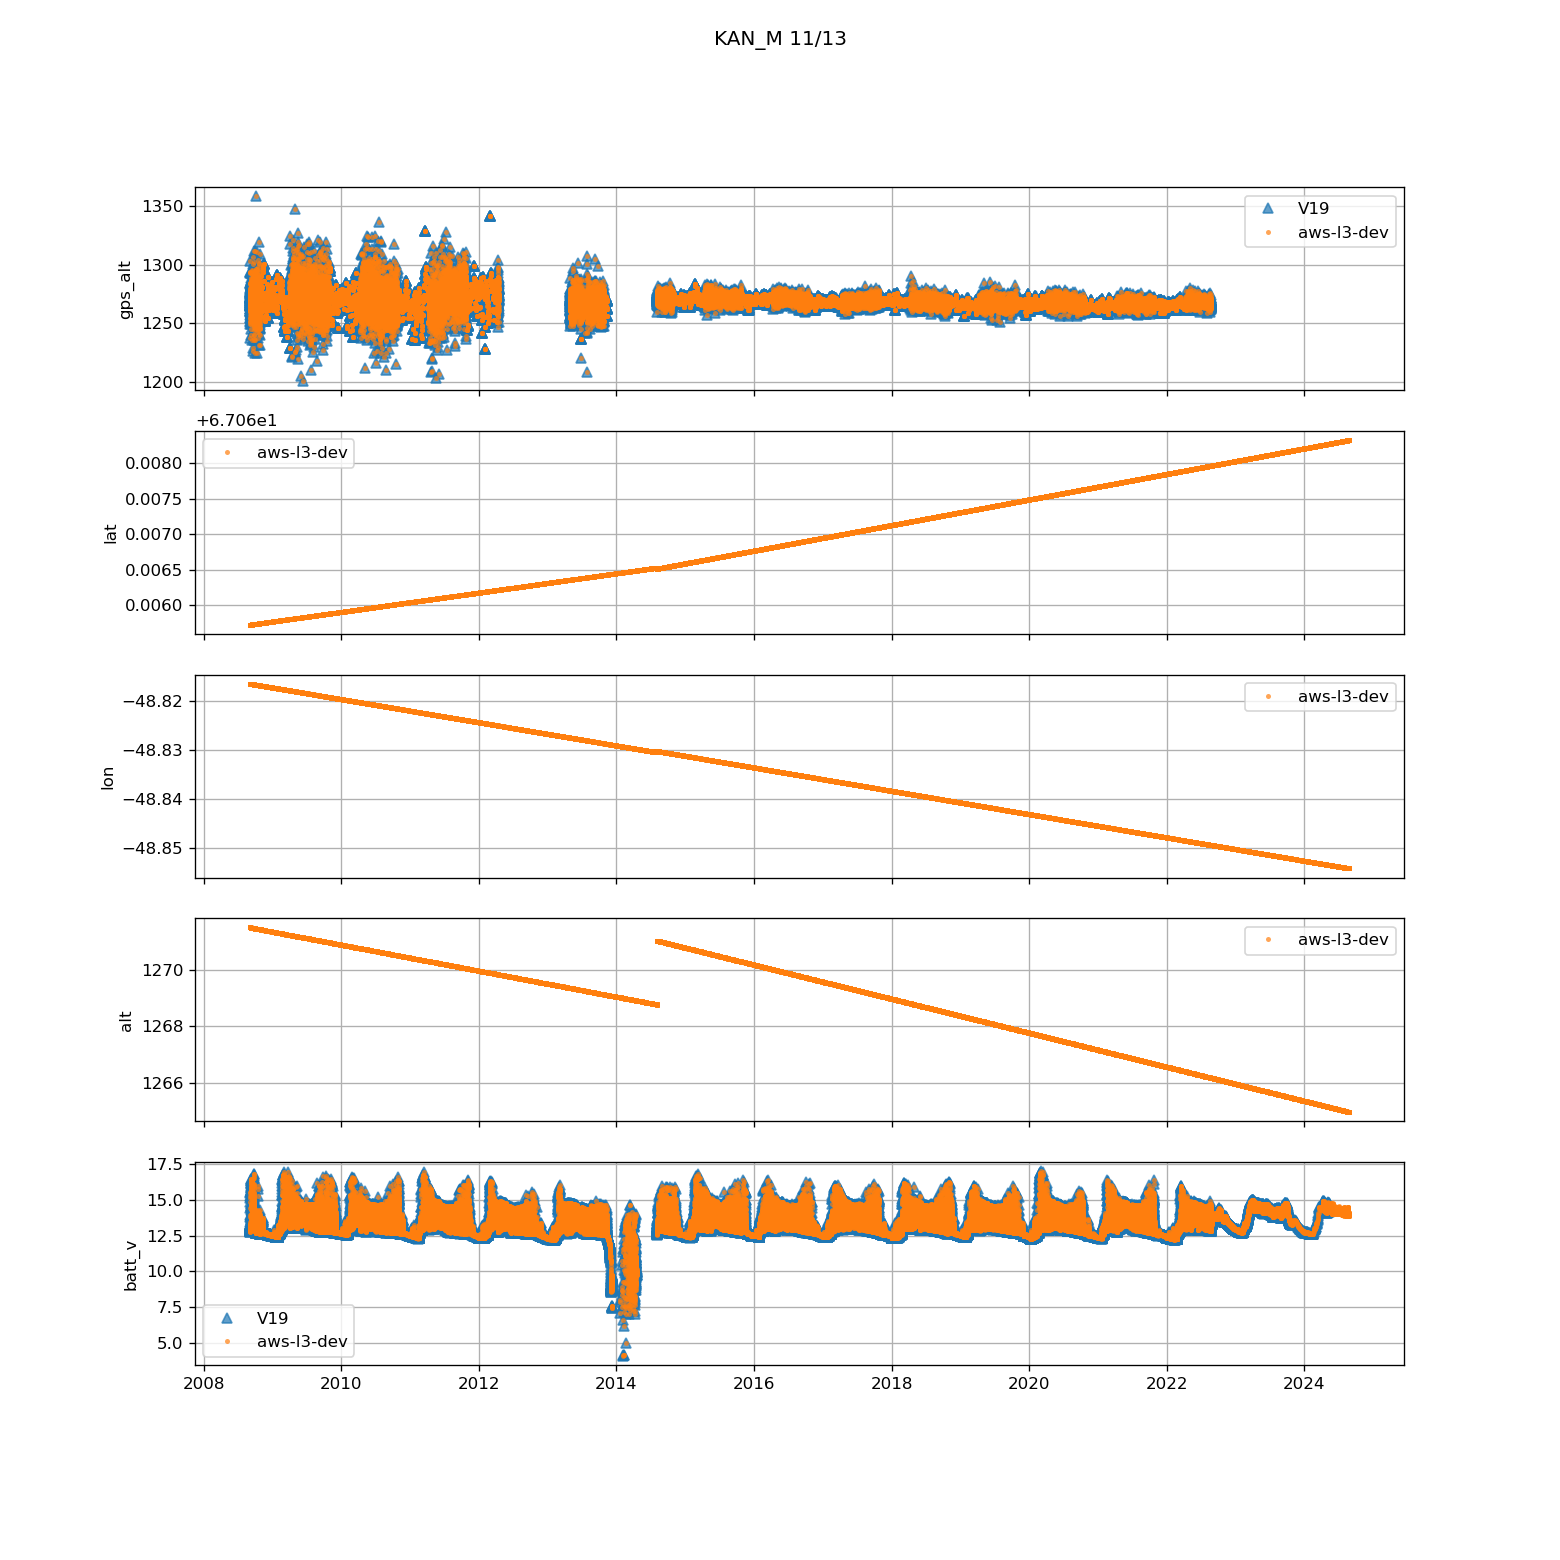 KAN_M 11/13
1350
1300
1250
1200
gps_alt
V19
aws-l3-dev
+6.706e1
0.0080
0.0075
0.0070
0.0065
0.0060
lat
aws-l3-dev
−48.82
−48.83
−48.84
−48.85
lon
aws-l3-dev
1270
1268
1266
alt
aws-l3-dev
17.5
15.0
12.5
10.0
7.5
5.0
batt_v
V19
aws-l3-dev
2008 2010 2012 2014 2016 2018 2020 2022 2024